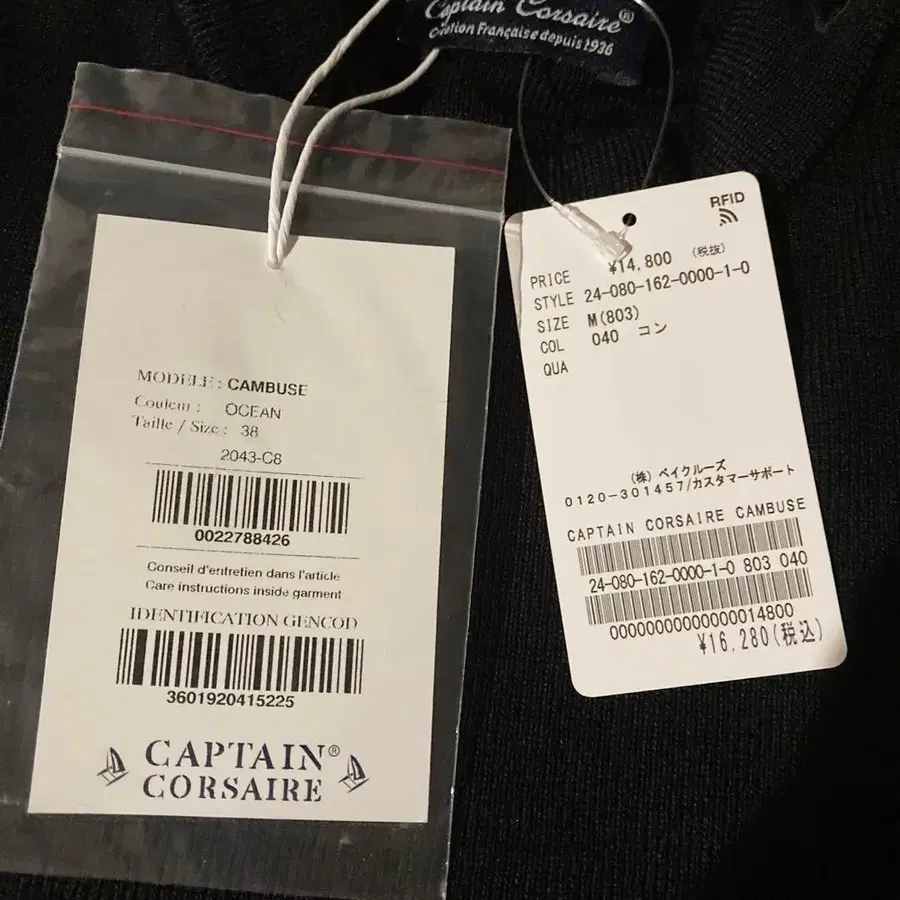 Captain Corsaire®
Création Française depuis 1936
MODELE : CAMBUSE
Couleur : OCEAN
Taille / Size : 38
2043-C8
0022788426
Conseil d'entretien dans l'article
Care instructions inside garment
IDENTIFICATION GENCOD
3601920415225
CAPTAIN®
CORSAIRE
RFID
PRICE ¥14,800 (税抜)
STYLE 24-080-162-0000-1-0
SIZE M(803)
COL 040 コン
QUA
(株) ベイクルーズ
0120-301457/カスタマーサポート
CAPTAIN CORSAIRE CAMBUSE
24-080-162-0000-1-0 803 040
00000000000000014800
¥16,280(税込)